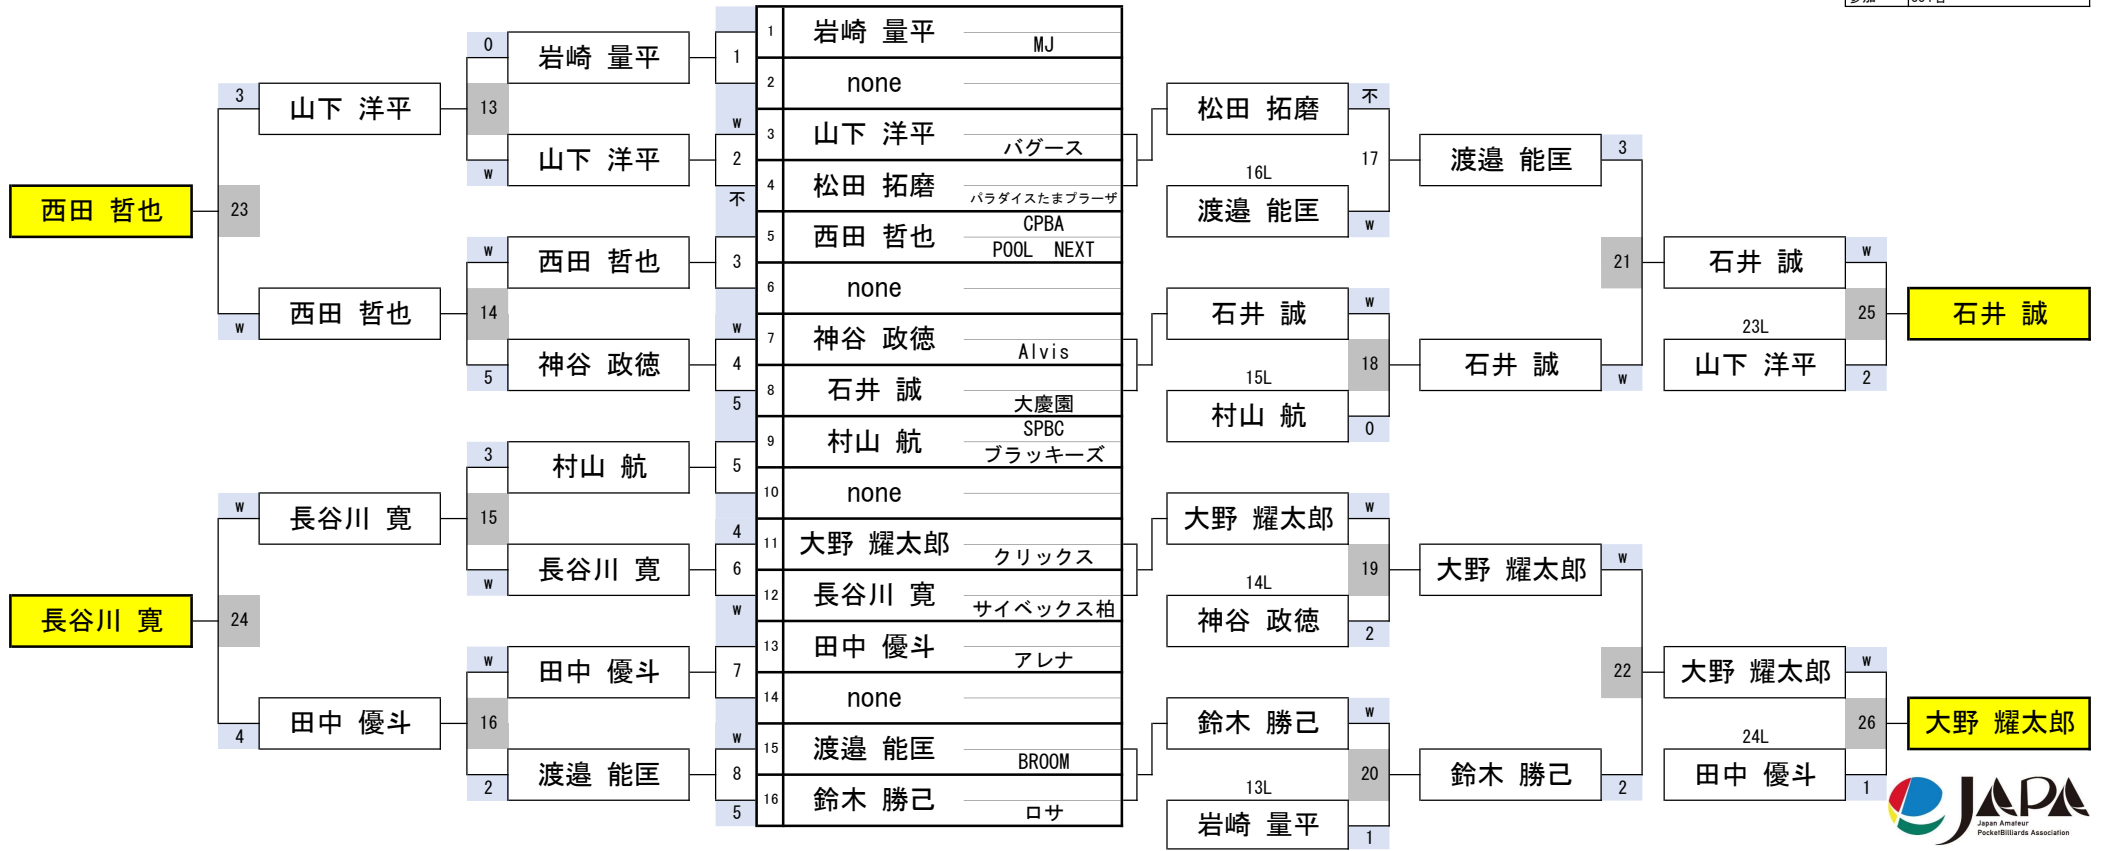 岩崎 量平
山下 洋平
西田 哲也
神谷 政徳
村山 航
長谷川 寛
田中 優斗
渡邉 能匡
0
W
W
5
3
W
W
2
13
14
15
16
山下 洋平
西田 哲也
長谷川 寛
田中 優斗
3
W
W
4
23
24
西田 哲也
長谷川 寛
1
2
3
4
5
6
7
8
W
不
W
5
4
W
W
5
1 岩崎 量平 MJ
2 none
3 山下 洋平 バグース
4 松田 拓磨 パラダイスたまプラーザ
5 西田 哲也 CPBA
POOL NEXT
6 none
7 神谷 政徳 Alvis
8 石井 誠 大慶園
9 村山 航 SPBC
ブラッキーズ
10 none
11 大野 耀太郎 クリックス
12 長谷川 寛 サイベックス柏
13 田中 優斗 アレナ
14 none
15 渡邉 能匡 BROOM
16 鈴木 勝己 ロサ
松田 拓磨 不
17
16L
渡邉 能匡 W
石井 誠 W
18
15L
村山 航 0
大野 耀太郎 W
19
14L
神谷 政徳 2
鈴木 勝己 W
20
13L
岩崎 量平 1
渡邉 能匡 3
21
石井 誠 W
大野 耀太郎 W
22
鈴木 勝己 2
石井 誠 W
25
23L
山下 洋平 2
大野 耀太郎 W
26
24L
田中 優斗 1
石井 誠
大野 耀太郎
JAPA
Japan Amateur
PocketBilliards Association